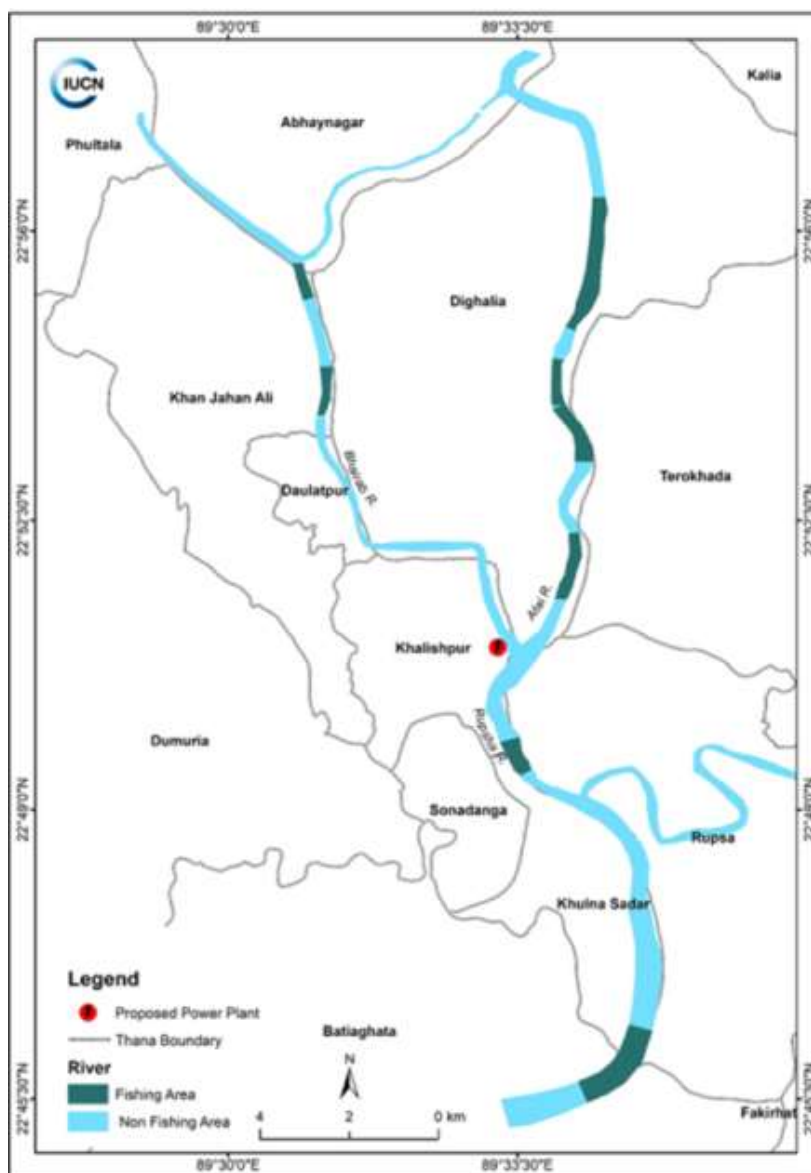 89°30'0"E
89°33'30"E
IUCN
Kalia
Abhaynagar
Phultala
22°56'0"N
22°56'0"N
Dighalia
Khan Jahan Ali
Terokhada
Daulatpur
Bhairab R.
22°52'30"N
22°52'30"N
Atai R.
Khalishpur
Rupsha R.
Dumuria
22°49'0"N
22°49'0"N
Sonadanga
Rupsa
Khulna Sadar
Legend
Proposed Power Plant
Thana Boundary
River
Fishing Area
Non Fishing Area
Batiaghata
N
4 2 0 km
22°45'30"N
22°45'30"N
Fakirhat
89°30'0"E
89°33'30"E